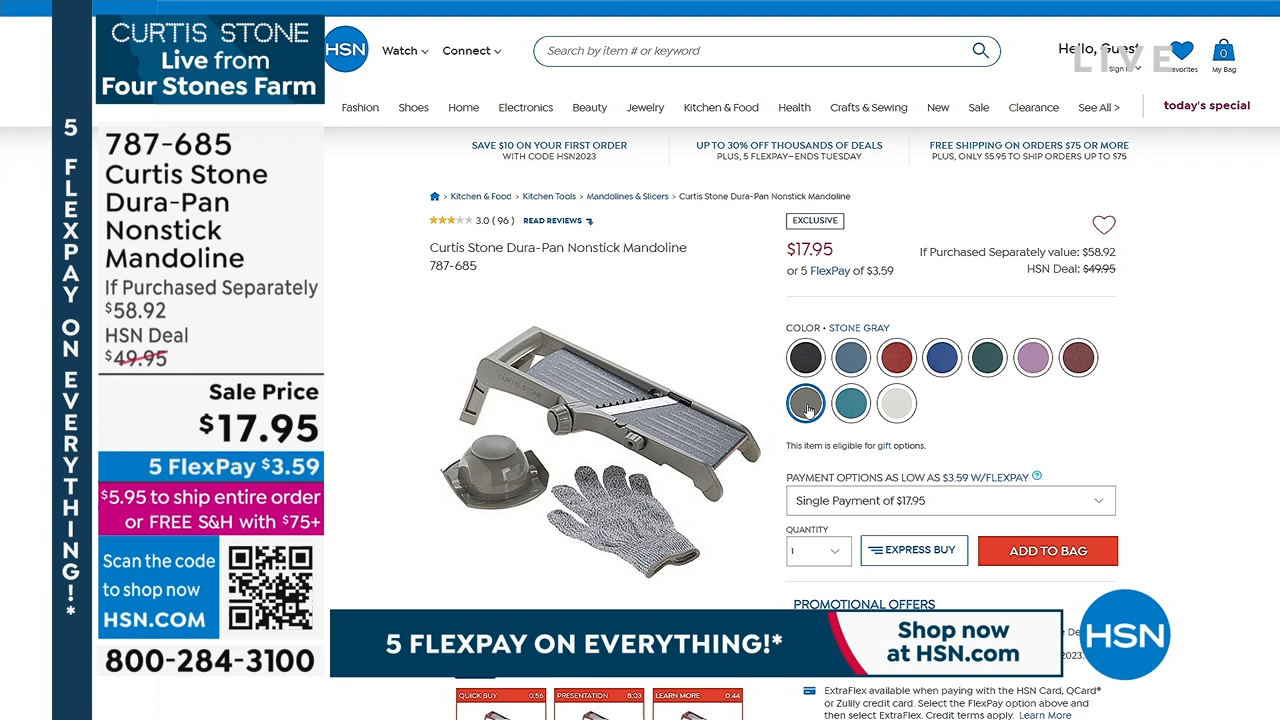 5 FLEXPAY ON EVERYTHING!*
CURTIS STONE
Live from
Four Stones Farm
787-685
Curtis Stone
Dura-Pan
Nonstick
Mandoline
If Purchased Separately
$58.92
HSN Deal
$49.95
Sale Price
$17.95
5 FlexPay $3.59
$5.95 to ship entire order
or FREE S&H with $75+
Scan the code
to shop now
HSN.COM
800-284-3100
HSN
Watch
Connect
Search by item # or keyword
Hello, Guest
Sign
LIVE
Favorites
0
My Bag
Fashion
Shoes
Home
Electronics
Beauty
Jewelry
Kitchen & Food
Health
Crafts & Sewing
New
Sale
Clearance
See All >
today's special
SAVE $10 ON YOUR FIRST ORDER
WITH CODE HSN2023
UP TO 30% OFF THOUSANDS OF DEALS
PLUS, 5 FLEXPAY—ENDS TUESDAY
FREE SHIPPING ON ORDERS $75 OR MORE
PLUS, ONLY $5.95 TO SHIP ORDERS UP TO $75
> Kitchen & Food > Kitchen Tools > Mandolines & Slicers > Curtis Stone Dura-Pan Nonstick Mandoline
3.0 ( 96 ) READ REVIEWS
Curtis Stone Dura-Pan Nonstick Mandoline
787-685
CURTIS STONE
EXCLUSIVE
$17.95
or 5 FlexPay of $3.59
If Purchased Separately value: $58.92
HSN Deal: $49.95
COLOR • STONE GRAY
This item is eligible for gift options.
PAYMENT OPTIONS AS LOW AS $3.59 W/FLEXPAY ?
Single Payment of $17.95
QUANTITY
1
EXPRESS BUY
ADD TO BAG
PROMOTIONAL OFFERS
2023.
5 FLEXPAY ON EVERYTHING!*
Shop now
at HSN.com
HSN
QUICK BUY 0:56
PRESENTATION 8:03
LEARN MORE 0:44
ExtraFlex available when paying with the HSN Card, QCard®
or Zulily credit card. Select the FlexPay option above and
then select ExtraFlex. Credit terms apply. Learn More